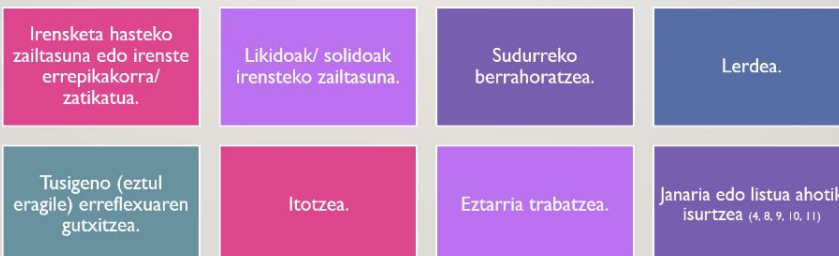 Irensketa hasteko
zailtasuna edo irenste
errepikakorra/
zatikatua.
Likidoak/ solidoak
irensteko zailtasuna.
Sudurreko
berrahoratzea.
Lerdea.
Tusigeno (eztul
eragile) erreflexuaren
gutxitzea.
Itotzea.
Eztarria trabatzea.
Janaria edo listua ahotik
isurtzea (4, 8, 9, 10, 11)